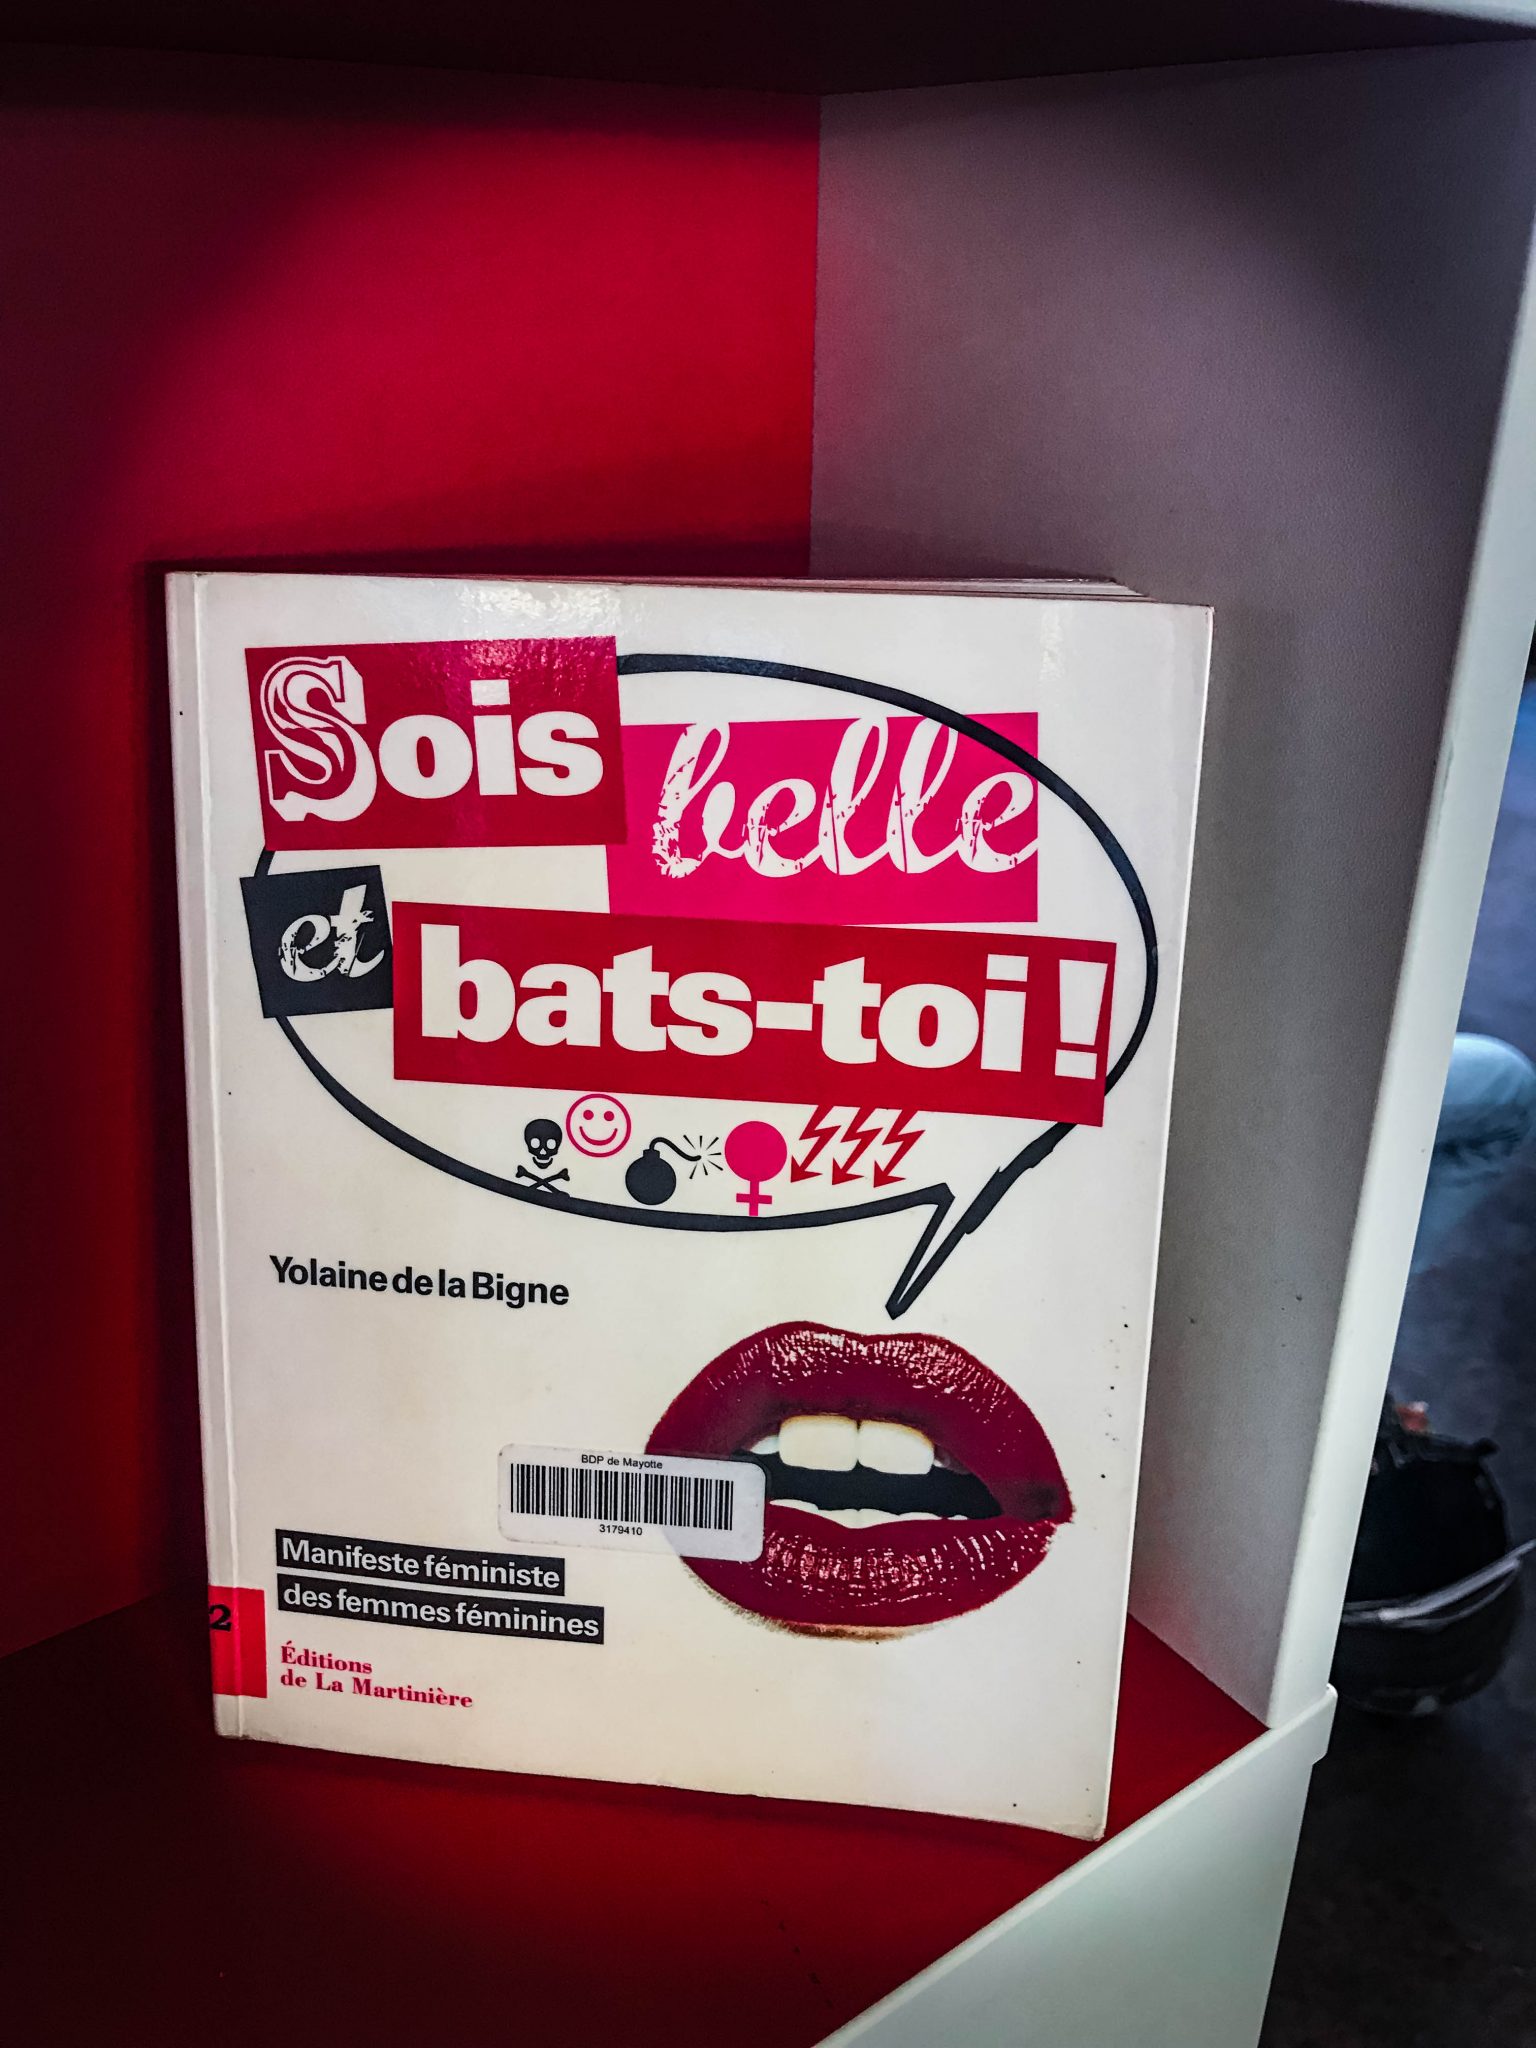 Sois belle
et bats-toi !
Yolaine de la Bigne
BDP de Mayotte
3179410
Manifeste féministe
des femmes féminines
2
Éditions
de La Martinière